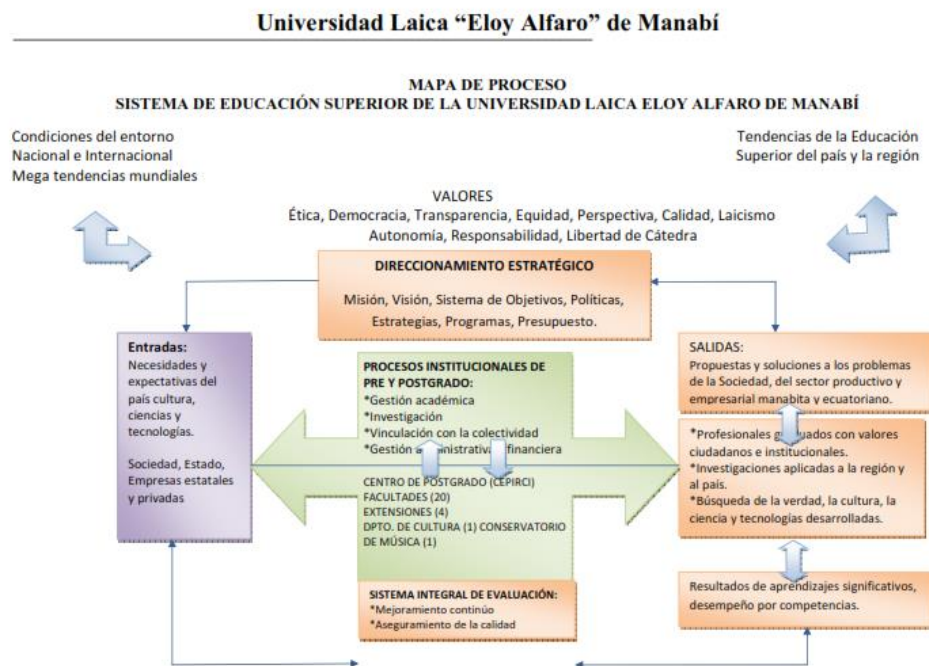 Universidad Laica “Eloy Alfaro” de Manabí
MAPA DE PROCESO
SISTEMA DE EDUCACIÓN SUPERIOR DE LA UNIVERSIDAD LAICA ELOY ALFARO DE MANABÍ
Condiciones del entorno
Nacional e Internacional
Mega tendencias mundiales
Tendencias de la Educación
Superior del país y la región
VALORES
Ética, Democracia, Transparencia, Equidad, Perspectiva, Calidad, Laicismo
Autonomía, Responsabilidad, Libertad de Cátedra
DIRECCIONAMIENTO ESTRATÉGICO
Misión, Visión, Sistema de Objetivos, Políticas,
Estrategias, Programas, Presupuesto.
Entradas:
Necesidades y
expectativas del
país cultura,
ciencias y
tecnologías.
Sociedad, Estado,
Empresas estatales
y privadas
PROCESOS INSTITUCIONALES DE
PRE Y POSTGRADO:
*Gestión académica
*Investigación
*Vinculación con la colectividad
*Gestión financiera
CENTRO DE POSTGRADO (CEPIRCI)
FACULTADES (20)
EXTENSIONES (4)
DPTO. DE CULTURA (1) CONSERVATORIO
DE MÚSICA (1)
SISTEMA INTEGRAL DE EVALUACIÓN:
*Mejoramiento continúo
*Aseguramiento de la calidad
SALIDAS:
Propuestas y soluciones a los problemas
de la Sociedad, del sector productivo y
empresarial manabita y ecuatoriano.
*Profesionales graduados con valores
ciudadanos e institucionales.
*Investigaciones aplicadas a la región y
al país.
*Búsqueda de la verdad, la cultura, la
ciencia y tecnologías desarrolladas.
Resultados de aprendizajes significativos,
desempeño por competencias.